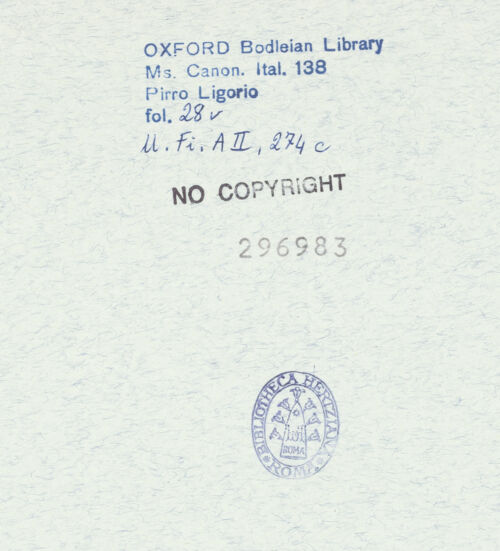 OXFORD Bodleian Library
Ms. Canon. Ital. 138
Pirro Ligorio
fol. 28 v
U. Fi. A II, 274 c
NO COPYRIGHT
296983
BIBLIOTHECA HERTZIANA
ROMA
ROMA